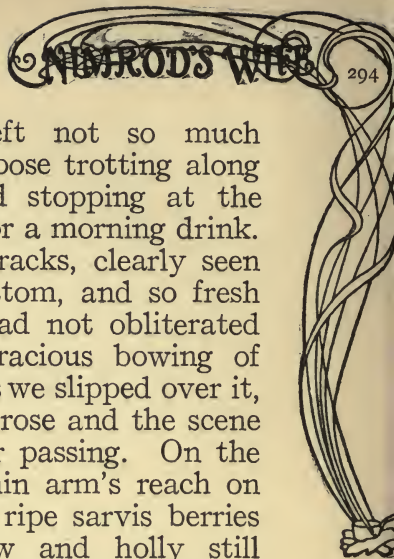 NIMROD'S WIFE
294
eft not so much
oose trotting along
d stopping at the
r a morning drink.
racks, clearly seen
tom, and so fresh
ad not obliterated
racious bowing of
s we slipped over it,
rose and the scene
r passing. On the
in arm's reach on
ripe sarvis berries
w and holly still